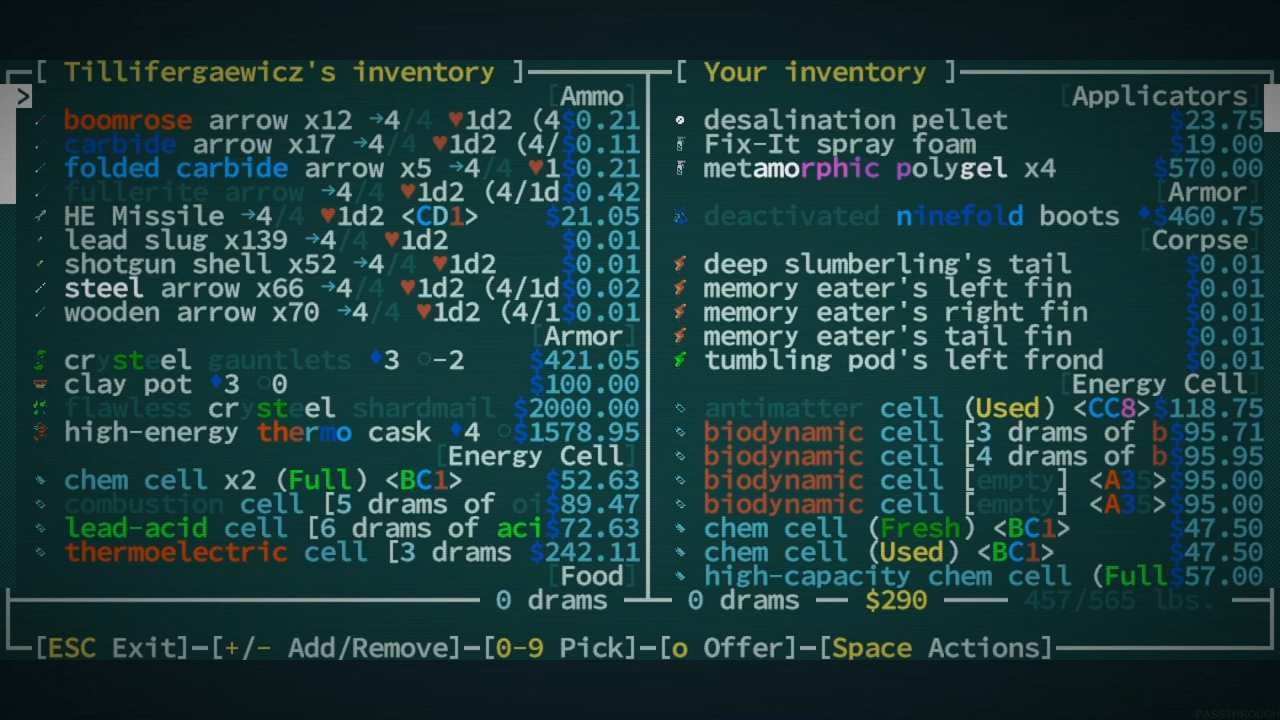 [ Tillifergaewicz's inventory ]
>
[Ammo]
boomrose arrow x12 →4/4 ♥1d2 (4 $0.21
carbide arrow x17 →4/4 ♥1d2 (4/ $0.11
folded carbide arrow x5 →4/4 ♥1 $0.21
fullerite arrow →4/4 ♥1d2 (4/1d $0.42
HE Missile →4/4 ♥1d2 <CD1> $21.05
lead slug x139 →4/4 ♥1d2 $0.01
shotgun shell x52 →4/4 ♥1d2 $0.01
steel arrow x66 →4/4 ♥1d2 (4/1d $0.02
wooden arrow x70 →4/4 ♥1d2 (4/1 $0.01
[Armor]
crysteel gauntlets ♦3 ○-2 $421.05
clay pot ♦3 ○0 $100.00
flawless crysteel shardmail $2000.00
high-energy thermo cask ♦4 ○ $1578.95
[Energy Cell]
chem cell x2 (Full) <BC1> $52.63
combustion cell [5 drams of oi $89.47
lead-acid cell [6 drams of aci $72.63
thermoelectric cell [3 drams $242.11
[Food]
0 drams
[ Your inventory ]
[Applicators]
desalination pellet $23.75
Fix-It spray foam $19.00
metamorphic polygel x4 $570.00
[Armor]
deactivated ninefold boots ♦ $460.75
[Corpse]
deep slumberling's tail $0.01
memory eater's left fin $0.01
memory eater's right fin $0.01
memory eater's tail fin $0.01
tumbling pod's left frond $0.01
[Energy Cell]
antimatter cell (Used) <CC8> $118.75
biodynamic cell [3 drams of b $95.71
biodynamic cell [4 drams of b $95.95
biodynamic cell [empty] <A35> $95.00
biodynamic cell [empty] <A35> $95.00
chem cell (Fresh) <BC1> $47.50
chem cell (Used) <BC1> $47.50
high-capacity chem cell (Full $57.00
0 drams — $290 — 457/565 lbs.
[ESC Exit]-[+/- Add/Remove]-[0-9 Pick]-[o Offer]-[Space Actions]